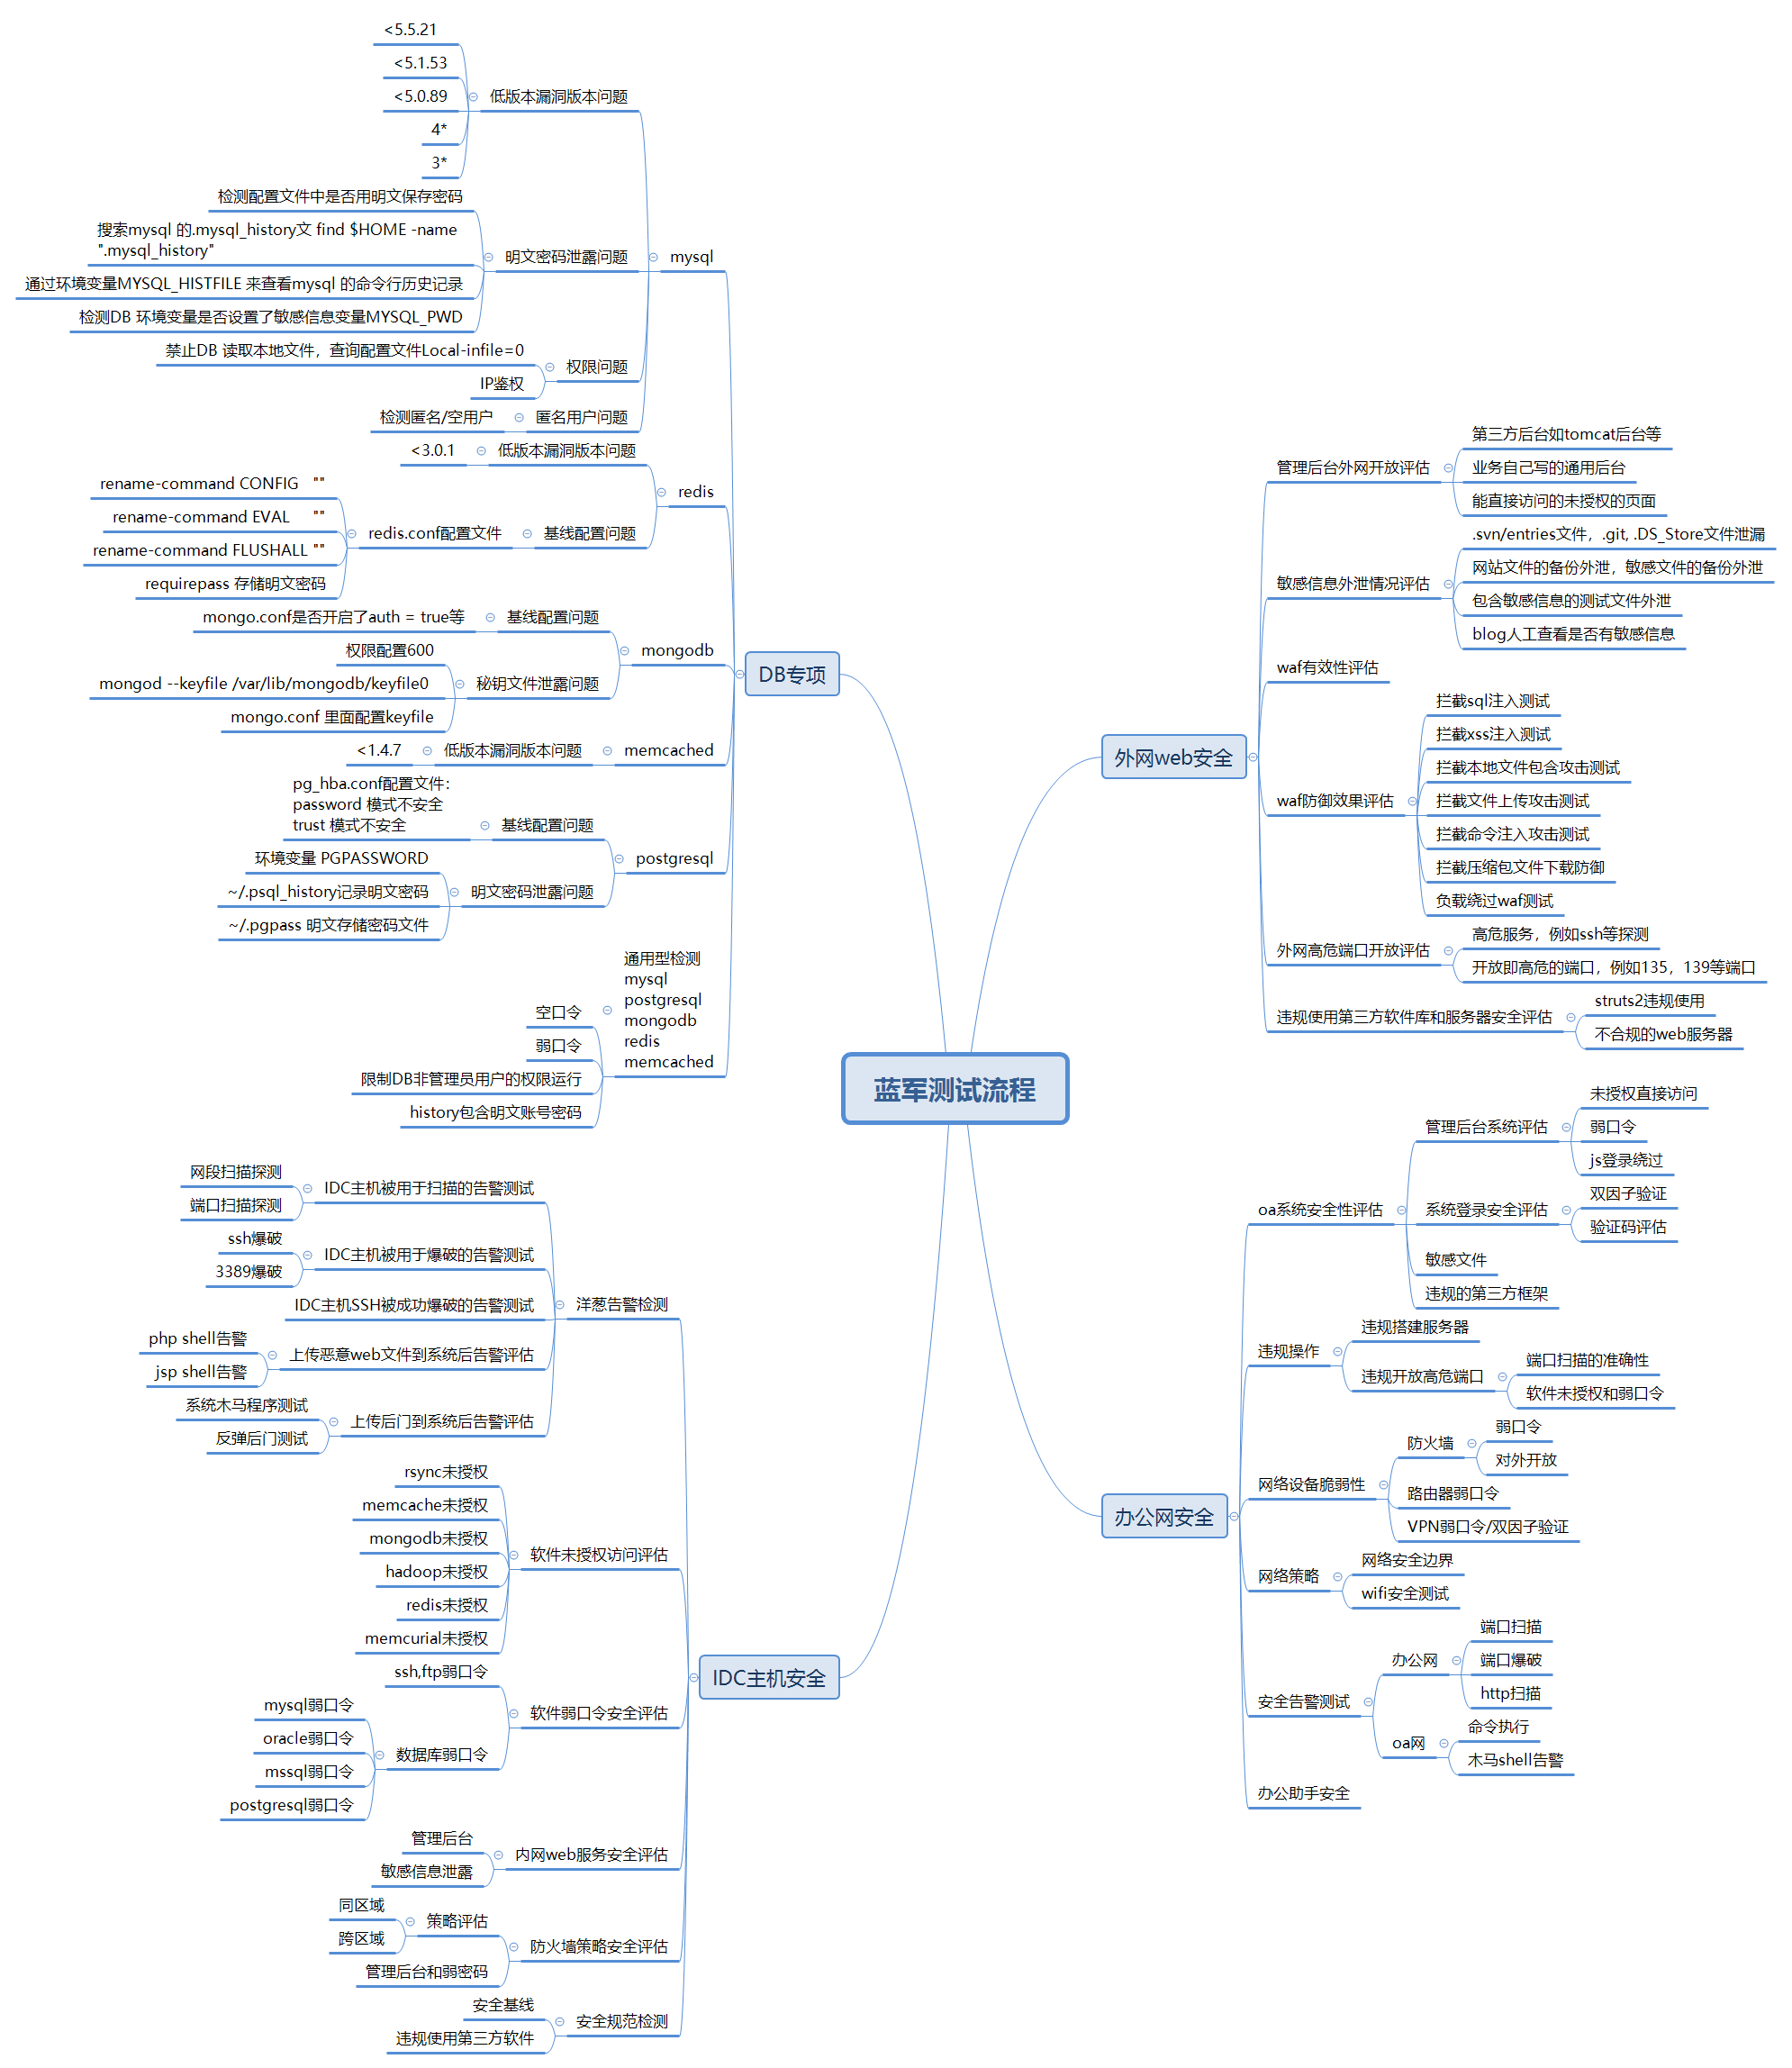 蓝军测试流程
外网web安全
管理后台外网开放评估
第三方后台如tomcat后台等
业务自己写的通用后台
能直接访问的未授权的页面
敏感信息外泄情况评估
.svn/entries文件，.git, .DS_Store文件泄漏
网站文件的备份外泄，敏感文件的备份外泄
包含敏感信息的测试文件外泄
blog人工查看是否有敏感信息
waf有效性评估
waf防御效果评估
拦截sql注入测试
拦截xss注入测试
拦截本地文件包含攻击测试
拦截文件上传攻击测试
拦截命令注入攻击测试
拦截压缩包文件下载防御
负载绕过waf测试
外网高危端口开放评估
高危服务，例如ssh等探测
开放即高危的端口，例如135，139等端口
违规使用第三方软件库和服务器安全评估
struts2违规使用
不合规的web服务器
办公网安全
oa系统安全性评估
管理后台系统评估
未授权直接访问
弱口令
js登录绕过
系统登录安全评估
双因子验证
验证码评估
敏感文件
违规的第三方框架
违规操作
违规搭建服务器
违规开放高危端口
端口扫描的准确性
软件未授权和弱口令
网络设备脆弱性
防火墙
弱口令
对外开放
路由器弱口令
VPN弱口令/双因子验证
网络策略
网络安全边界
wifi安全测试
安全告警测试
办公网
端口扫描
端口爆破
http扫描
oa网
命令执行
木马shell告警
办公助手安全
DB专项
mysql
低版本漏洞版本问题
<5.5.21
<5.1.53
<5.0.89
4*
3*
明文密码泄露问题
检测配置文件中是否用明文保存密码
搜索mysql 的.mysql_history文 find $HOME -name
".mysql_history"
通过环境变量MYSQL_HISTFILE 来查看mysql 的命令行历史记录
检测DB 环境变量是否设置了敏感信息变量MYSQL_PWD
权限问题
禁止DB 读取本地文件，查询配置文件Local-infile=0
IP鉴权
匿名用户问题
检测匿名/空用户
redis
低版本漏洞版本问题
<3.0.1
基线配置问题
redis.conf配置文件
rename-command CONFIG ""
rename-command EVAL ""
rename-command FLUSHALL ""
requirepass 存储明文密码
mongodb
基线配置问题
mongo.conf是否开启了auth = true等
秘钥文件泄露问题
权限配置600
mongod --keyfile /var/lib/mongodb/keyfile0
mongo.conf 里面配置keyfile
memcached
低版本漏洞版本问题
<1.4.7
postgresql
基线配置问题
pg_hba.conf配置文件：
password 模式不安全
trust 模式不安全
明文密码泄露问题
环境变量 PGPASSWORD
~/.psql_history记录明文密码
~/.pgpass 明文存储密码文件
通用型检测
mysql
postgresql
mongodb
redis
memcached
空口令
弱口令
限制DB非管理员用户的权限运行
history包含明文账号密码
IDC主机安全
洋葱告警检测
IDC主机被用于扫描的告警测试
网段扫描探测
端口扫描探测
IDC主机被用于爆破的告警测试
ssh爆破
3389爆破
IDC主机SSH被成功爆破的告警测试
上传恶意web文件到系统后告警评估
php shell告警
jsp shell告警
上传后门到系统后告警评估
系统木马程序测试
反弹后门测试
软件未授权访问评估
rsync未授权
memcache未授权
mongodb未授权
hadoop未授权
redis未授权
memcurial未授权
软件弱口令安全评估
ssh,ftp弱口令
数据库弱口令
mysql弱口令
oracle弱口令
mssql弱口令
postgresql弱口令
内网web服务安全评估
管理后台
敏感信息泄露
防火墙策略安全评估
策略评估
同区域
跨区域
管理后台和弱密码
安全规范检测
安全基线
违规使用第三方软件